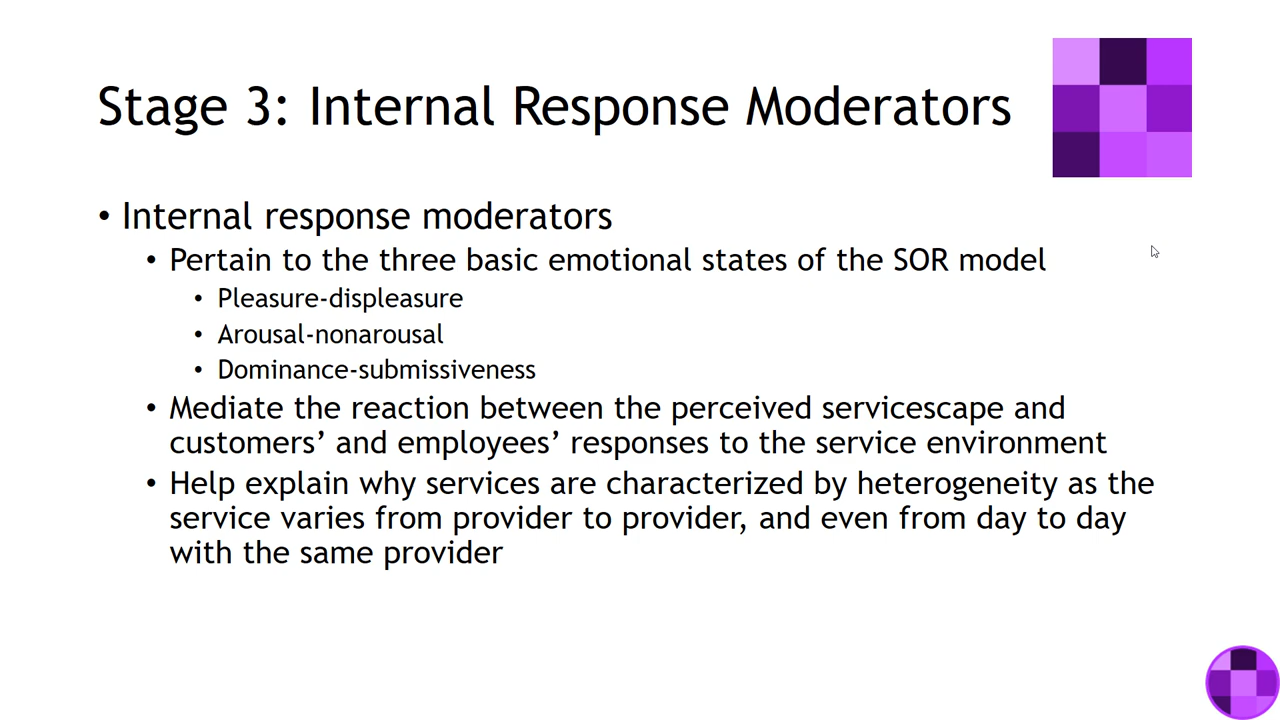 Stage 3: Internal Response Moderators
• Internal response moderators
• Pertain to the three basic emotional states of the SOR model
• Pleasure-displeasure
• Arousal-nonarousal
• Dominance-submissiveness
• Mediate the reaction between the perceived servicescape and
customers’ and employees’ responses to the service environment
• Help explain why services are characterized by heterogeneity as the
service varies from provider to provider, and even from day to day
with the same provider